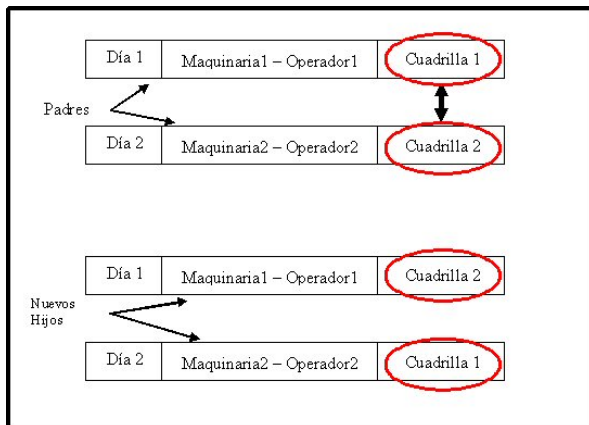 Día 1 Maquinaria1 – Operador1 Cuadrilla 1
Padres
Día 2 Maquinaria2 – Operador2 Cuadrilla 2
Día 1 Maquinaria1 – Operador1 Cuadrilla 2
Nuevos
Hijos
Día 2 Maquinaria2 – Operador2 Cuadrilla 1